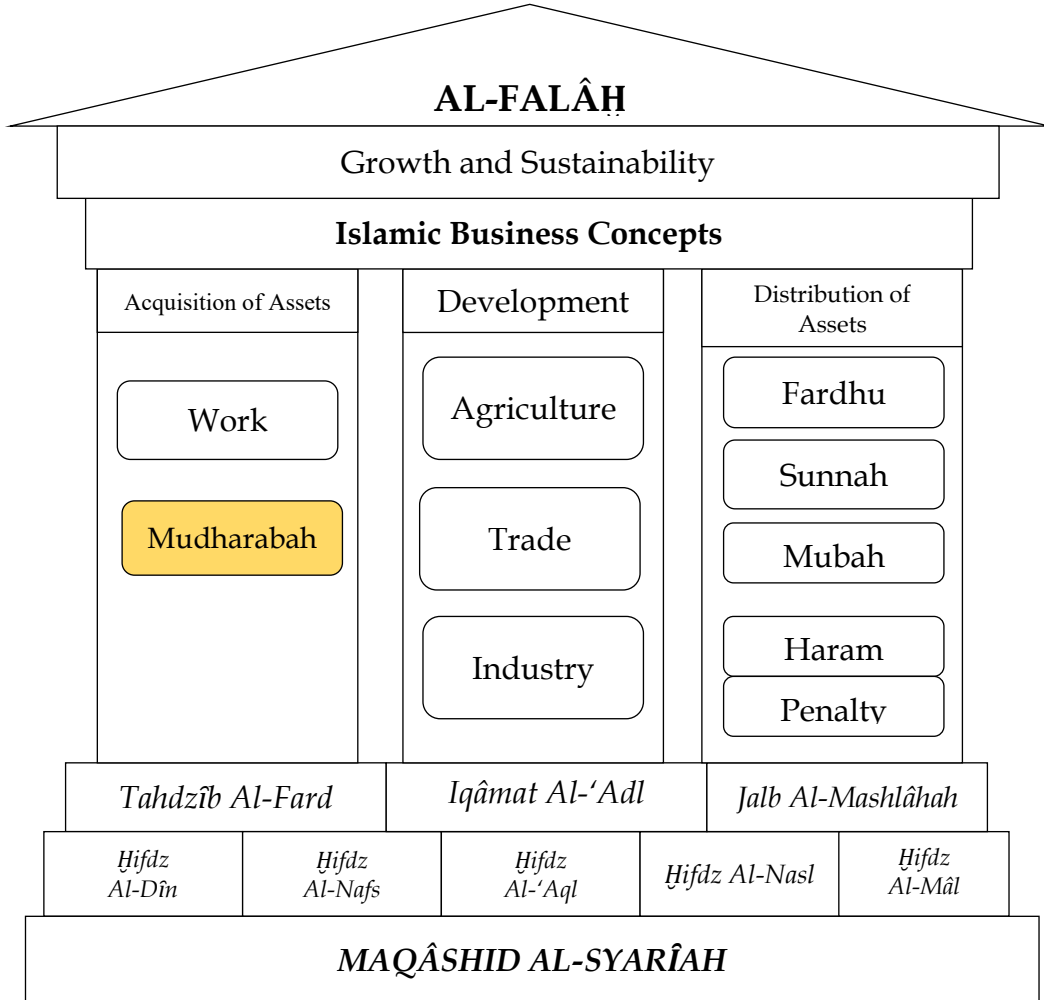 AL-FALÂḤ
Growth and Sustainability
Islamic Business Concepts
Acquisition of Assets
Work
Mudharabah
Development
Agriculture
Trade
Industry
Distribution of
Assets
Fardhu
Sunnah
Mubah
Haram
Penalty
Tahdzîb Al-Fard
Iqâmat Al-‘Adl
Jalb Al-Mashlâhah
Ḫifdz
Al-Dîn
Ḫifdz
Al-Nafs
Ḫifdz
Al-‘Aql
Ḫifdz Al-Nasl
Ḫifdz
Al-Mâl
MAQÂSHID AL-SYARÎAH